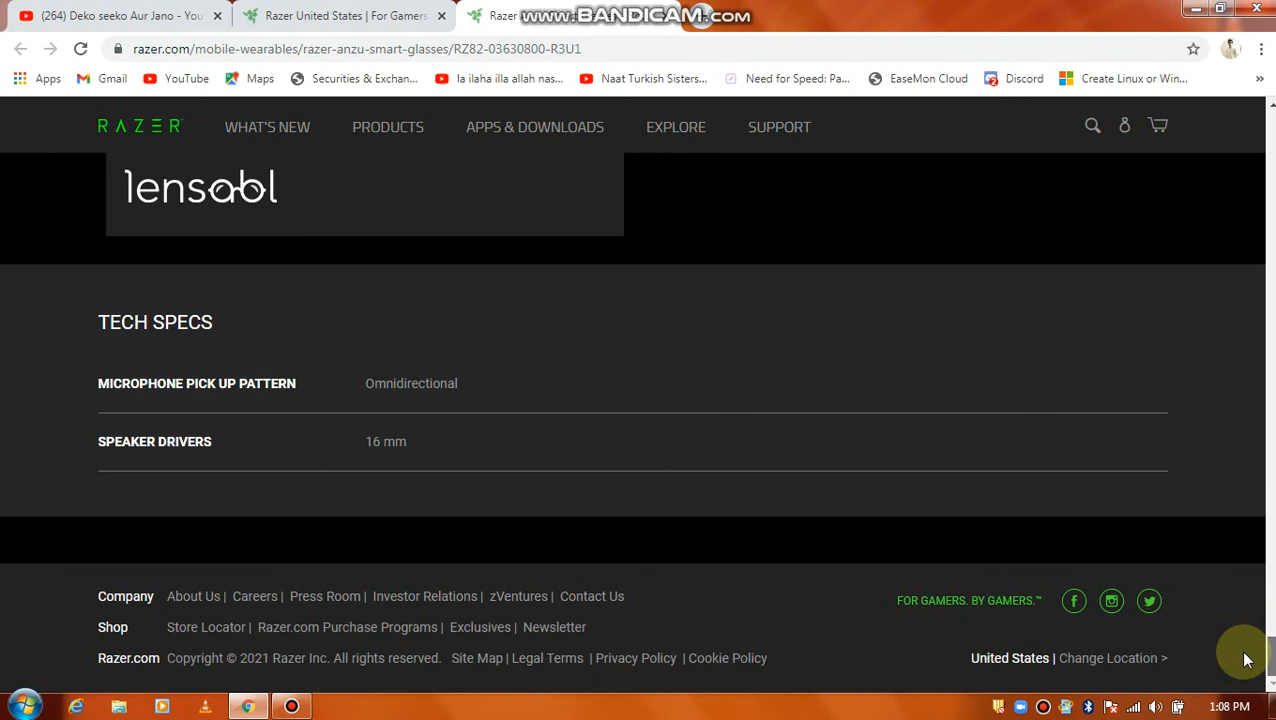 (264) Deko seeko Aur Jano - You
Razer United States | For Gamers
Raze
www.BANDICAM.com
razer.com/mobile-wearables/razer-anzu-smart-glasses/RZ82-03630800-R3U1
Apps
Gmail
YouTube
Maps
Securities & Exchan...
la ilaha illa allah nas...
Naat Turkish Sisters...
Need for Speed: Pa...
EaseMon Cloud
Discord
Create Linux or Win...
»
RAZER
WHAT'S NEW
PRODUCTS
APPS & DOWNLOADS
EXPLORE
SUPPORT
lensabl
TECH SPECS
MICROPHONE PICK UP PATTERN Omnidirectional
SPEAKER DRIVERS 16 mm
Company About Us | Careers | Press Room | Investor Relations | zVentures | Contact Us
FOR GAMERS. BY GAMERS.™
Shop Store Locator | Razer.com Purchase Programs | Exclusives | Newsletter
Razer.com Copyright © 2021 Razer Inc. All rights reserved. Site Map | Legal Terms | Privacy Policy | Cookie Policy
United States | Change Location >
1:08 PM